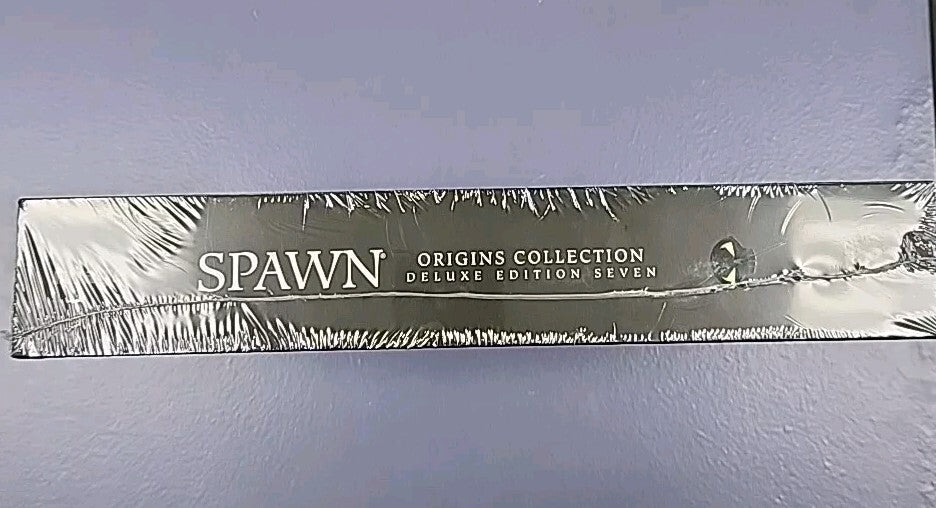 SPAWN®
ORIGINS COLLECTION
DELUXE EDITION SEVEN